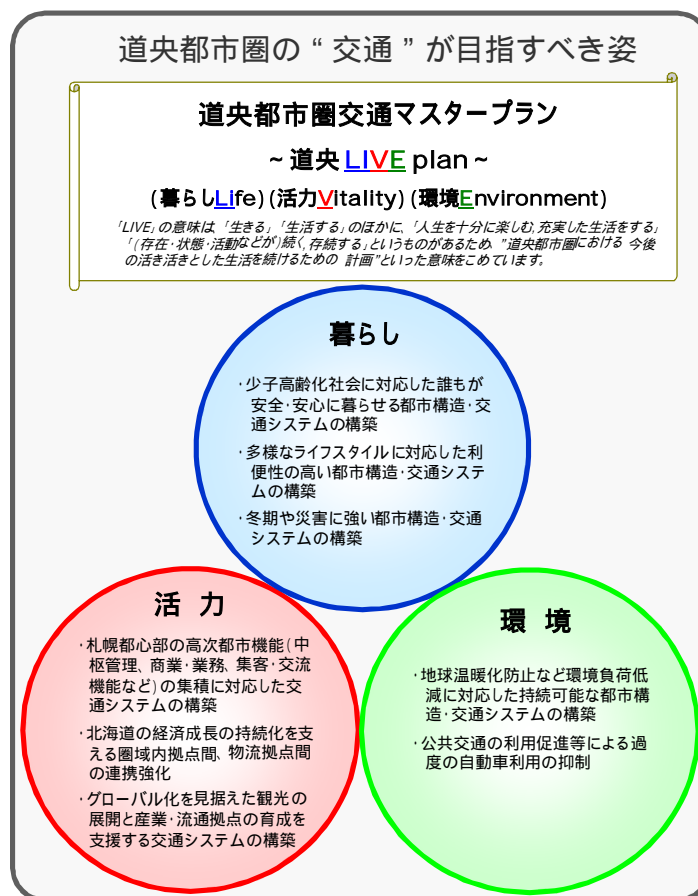 道央都市圏の“交通”が目指すべき姿
道央都市圏交通マスタープラン
~道央 LIVE plan~
(暮らしLife)(活力Vitality)(環境Environment)
「LIVE」の意味は、「生きる」「生活する」のほかに、「人生を十分に楽しむ,充実した生活をする」
「(存在・状態・活動などが)続く,存続する」というものがあるため、”道央都市圏における 今後
の活き活きとした生活を続けるための 計画”といった意味をこめています。
暮らし
・少子高齢化社会に対応した誰もが
安全・安心に暮らせる都市構造・交
通システムの構築
・多様なライフスタイルに対応した利
便性の高い都市構造・交通システ
ムの構築
・冬期や災害に強い都市構造・交通
システムの構築
活 力
・札幌都心部の高次都市機能(中
枢管理、商業・業務、集客・交流
機能など)の集積に対応した交
通システムの構築
・北海道の経済成長の持続化を支
える圏域内拠点間、物流拠点間
の連携強化
・グローバル化を見据えた観光の
展開と産業・流通拠点の育成を
支援する交通システムの構築
環 境
・地球温暖化防止など環境負荷低
減に対応した持続可能な都市構
造・交通システムの構築
・公共交通の利用促進等による過
度の自動車利用の抑制